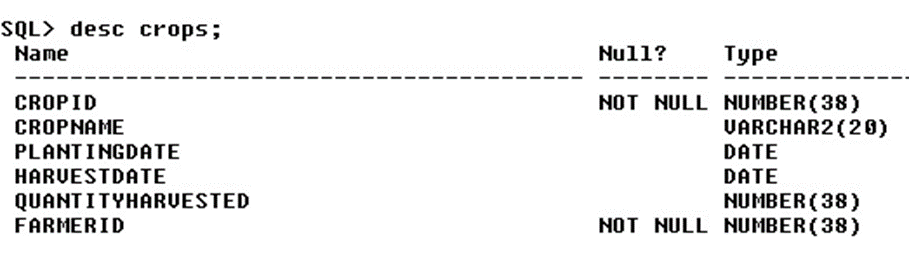 SQL> desc crops;
Name Null? Type
----------------------------------------- -------- --------------
CROPID NOT NULL NUMBER(38)
CROPNAME VARCHAR2(20)
PLANTINGDATE DATE
HARVESTDATE DATE
QUANTITYHARVESTED NUMBER(38)
FARMERID NOT NULL NUMBER(38)